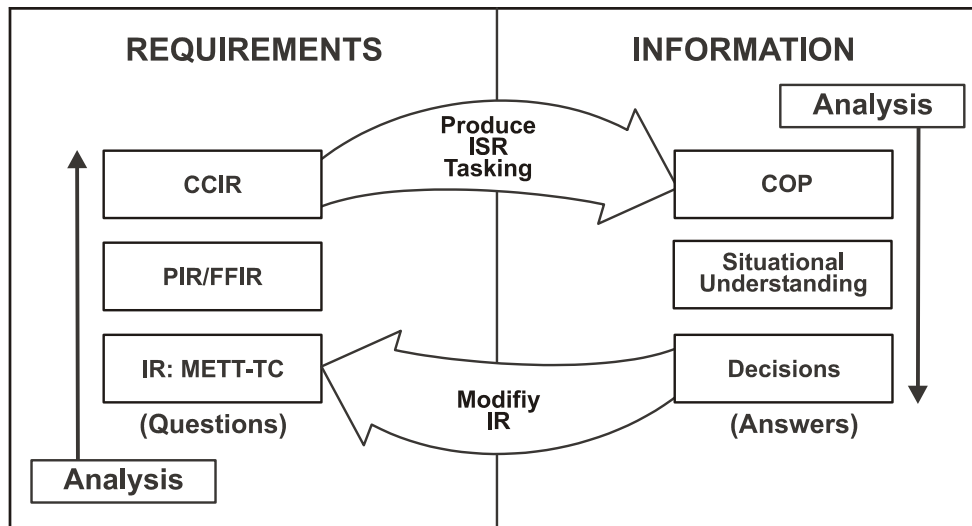 REQUIREMENTS
INFORMATION
Analysis
Produce
ISR
Tasking
CCIR
COP
PIR/FFIR
Situational
Understanding
IR: METT-TC
Decisions
Modifiy
IR
(Questions)
(Answers)
Analysis